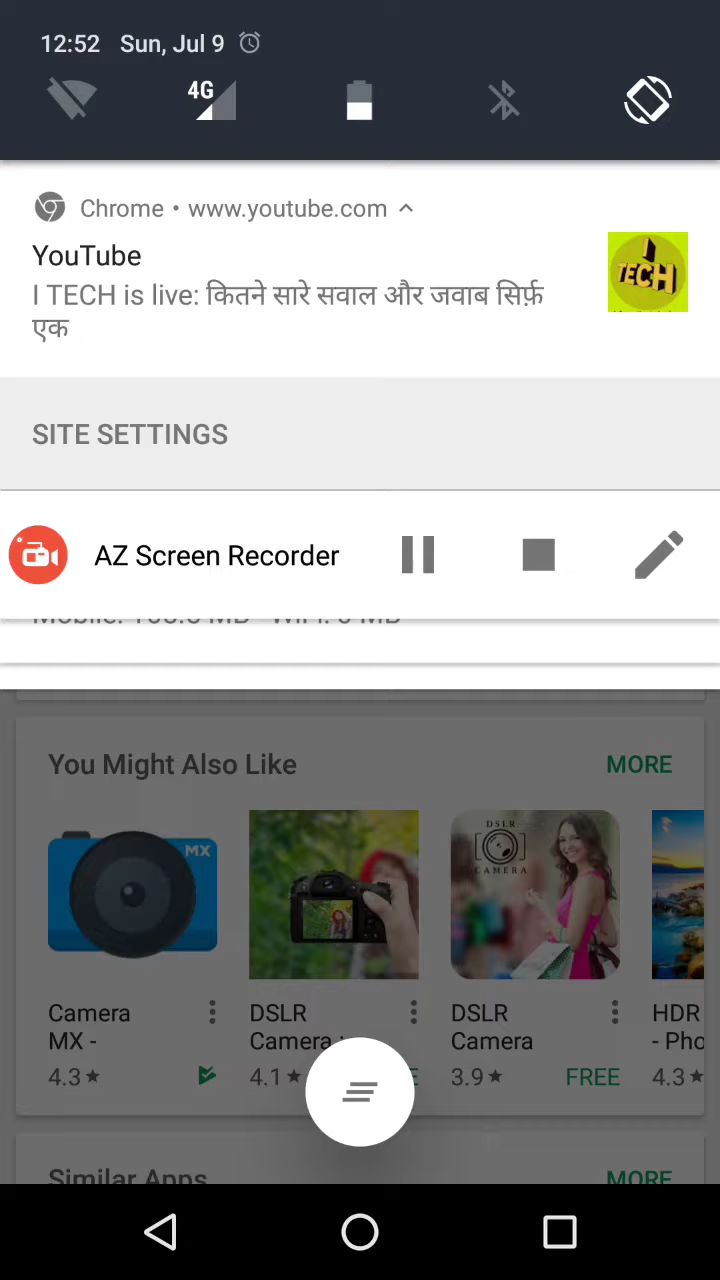 12:52 Sun, Jul 9
4G
Chrome • www.youtube.com
YouTube
I TECH is live: कितने सारे सवाल और जवाब सिर्फ़
एक
I
TECH
SITE SETTINGS
AZ Screen Recorder
You Might Also Like
MORE
MX
DSLR
CAMERA
Camera
MX -
4.3★
DSLR
Camera :
4.1★
DSLR
Camera
3.9★ FREE
HDR
- Pho
4.3★
Similar Apps
MORE